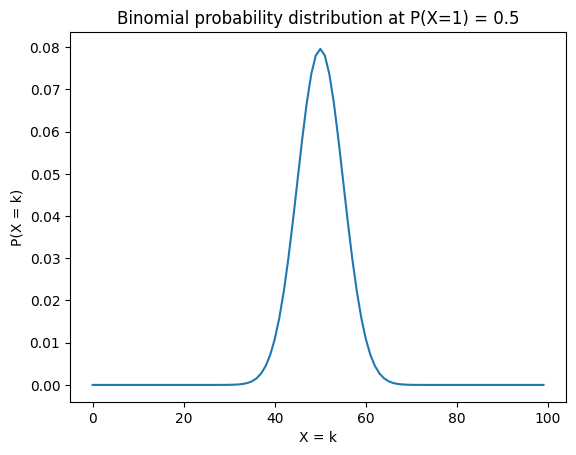 Binomial probability distribution at P(X=1) = 0.5
0.08
0.07
0.06
0.05
0.04
0.03
0.02
0.01
0.00
P(X = k)
0 20 40 60 80 100
X = k